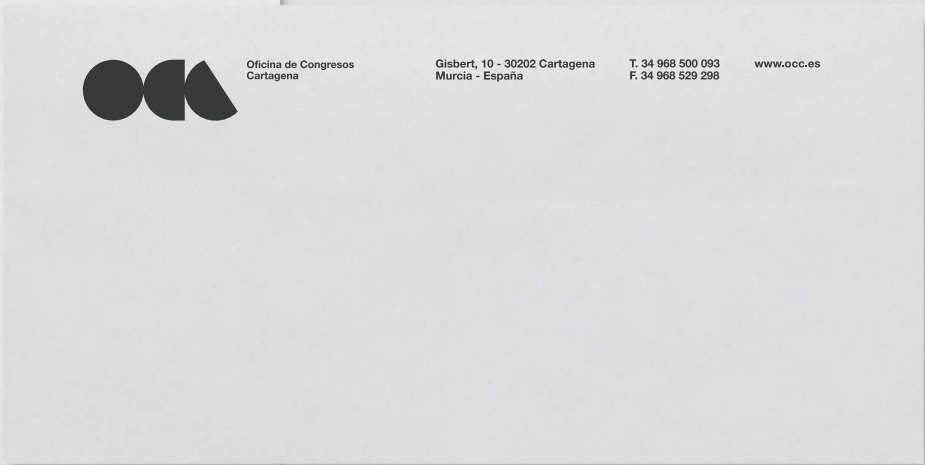 OCC
Oficina de Congresos
Cartagena
Gisbert, 10 - 30202 Cartagena
Murcia - España
T. 34 968 500 093
F. 34 968 529 298
www.occ.es